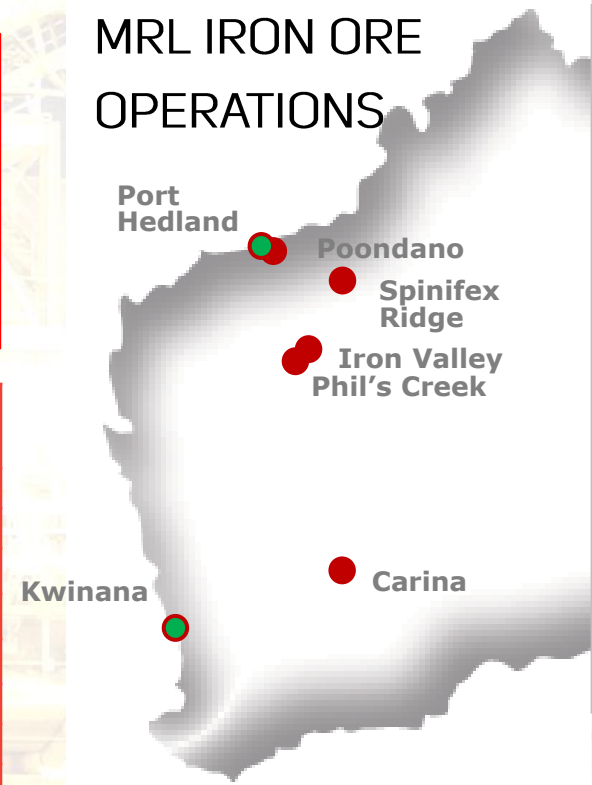 MRL IRON ORE
OPERATIONS
Port
Hedland
Poondano
Spinifex
Ridge
Iron Valley
Phil's Creek
Carina
Kwinana